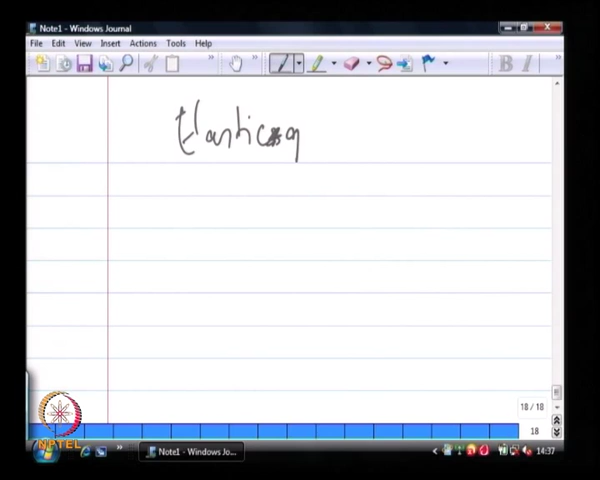 Note1 - Windows Journal
File Edit View Insert Actions Tools Help
B I
Elastic
18 / 18
18
NPTEL
Note1 - Windows Jo...
14:37